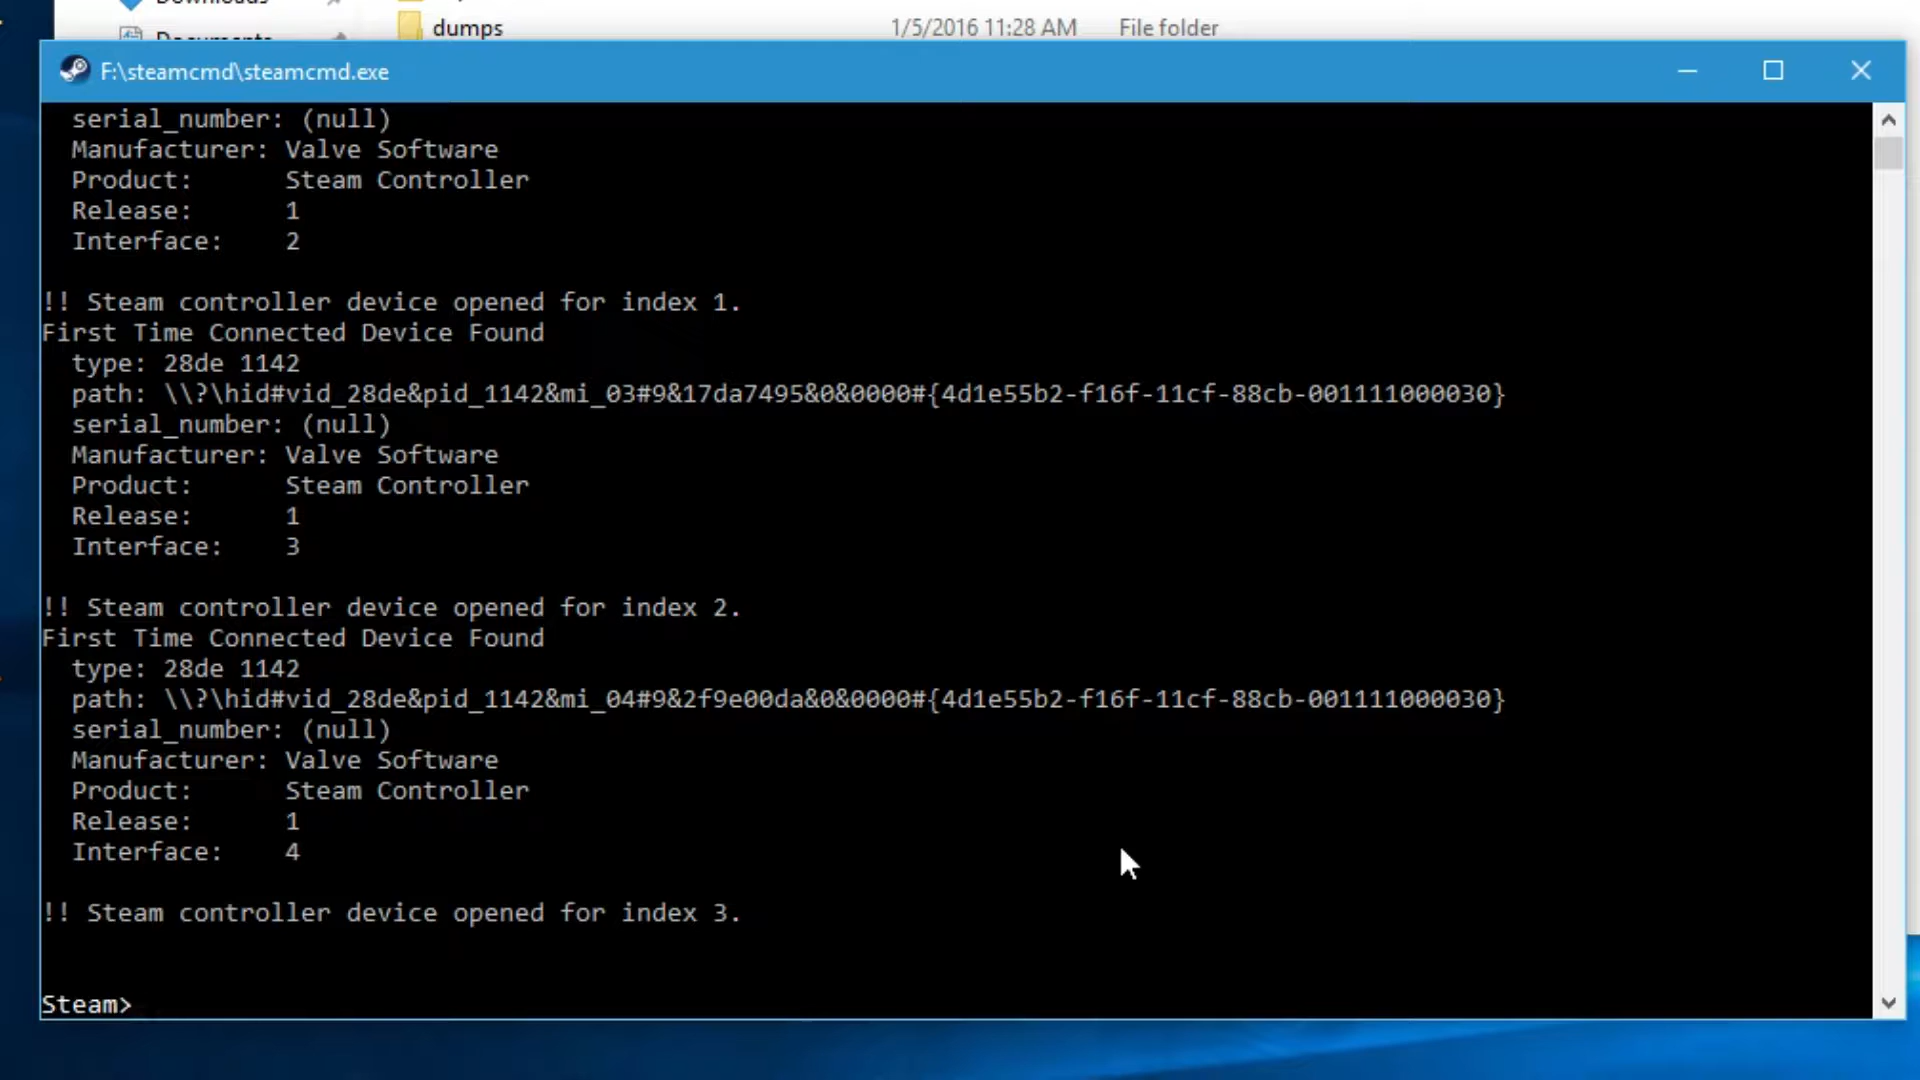 Downloads
Documents
dumps 1/5/2016 11:28 AM File folder
F:\steamcmd\steamcmd.exe
serial_number: (null)
Manufacturer: Valve Software
Product: Steam Controller
Release: 1
Interface: 2
!! Steam controller device opened for index 1.
First Time Connected Device Found
type: 28de 1142
path: \\?\hid#vid_28de&pid_1142&mi_03#9&17da7495&0&0000#{4d1e55b2-f16f-11cf-88cb-001111000030}
serial_number: (null)
Manufacturer: Valve Software
Product: Steam Controller
Release: 1
Interface: 3
!! Steam controller device opened for index 2.
First Time Connected Device Found
type: 28de 1142
path: \\?\hid#vid_28de&pid_1142&mi_04#9&2f9e00da&0&0000#{4d1e55b2-f16f-11cf-88cb-001111000030}
serial_number: (null)
Manufacturer: Valve Software
Product: Steam Controller
Release: 1
Interface: 4
!! Steam controller device opened for index 3.
Steam>